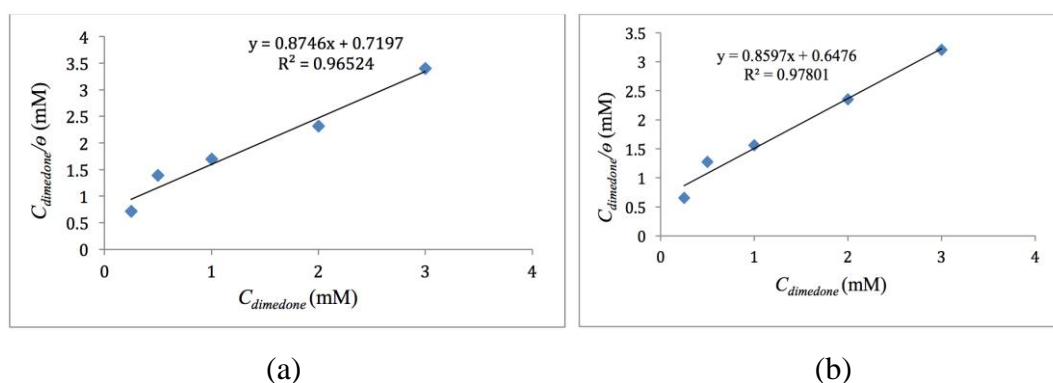 y = 0.8746x + 0.7197
R² = 0.96524
4
3.5
3
2.5
2
1.5
1
0.5
0
0 1 2 3 4
C_dimedone/ө (mM)
C_dimedone (mM)
(a)
y = 0.8597x + 0.6476
R² = 0.97801
3.5
3
2.5
2
1.5
1
0.5
0
0 1 2 3 4
C_dimedone/ө (mM)
C_dimedone (mM)
(b)